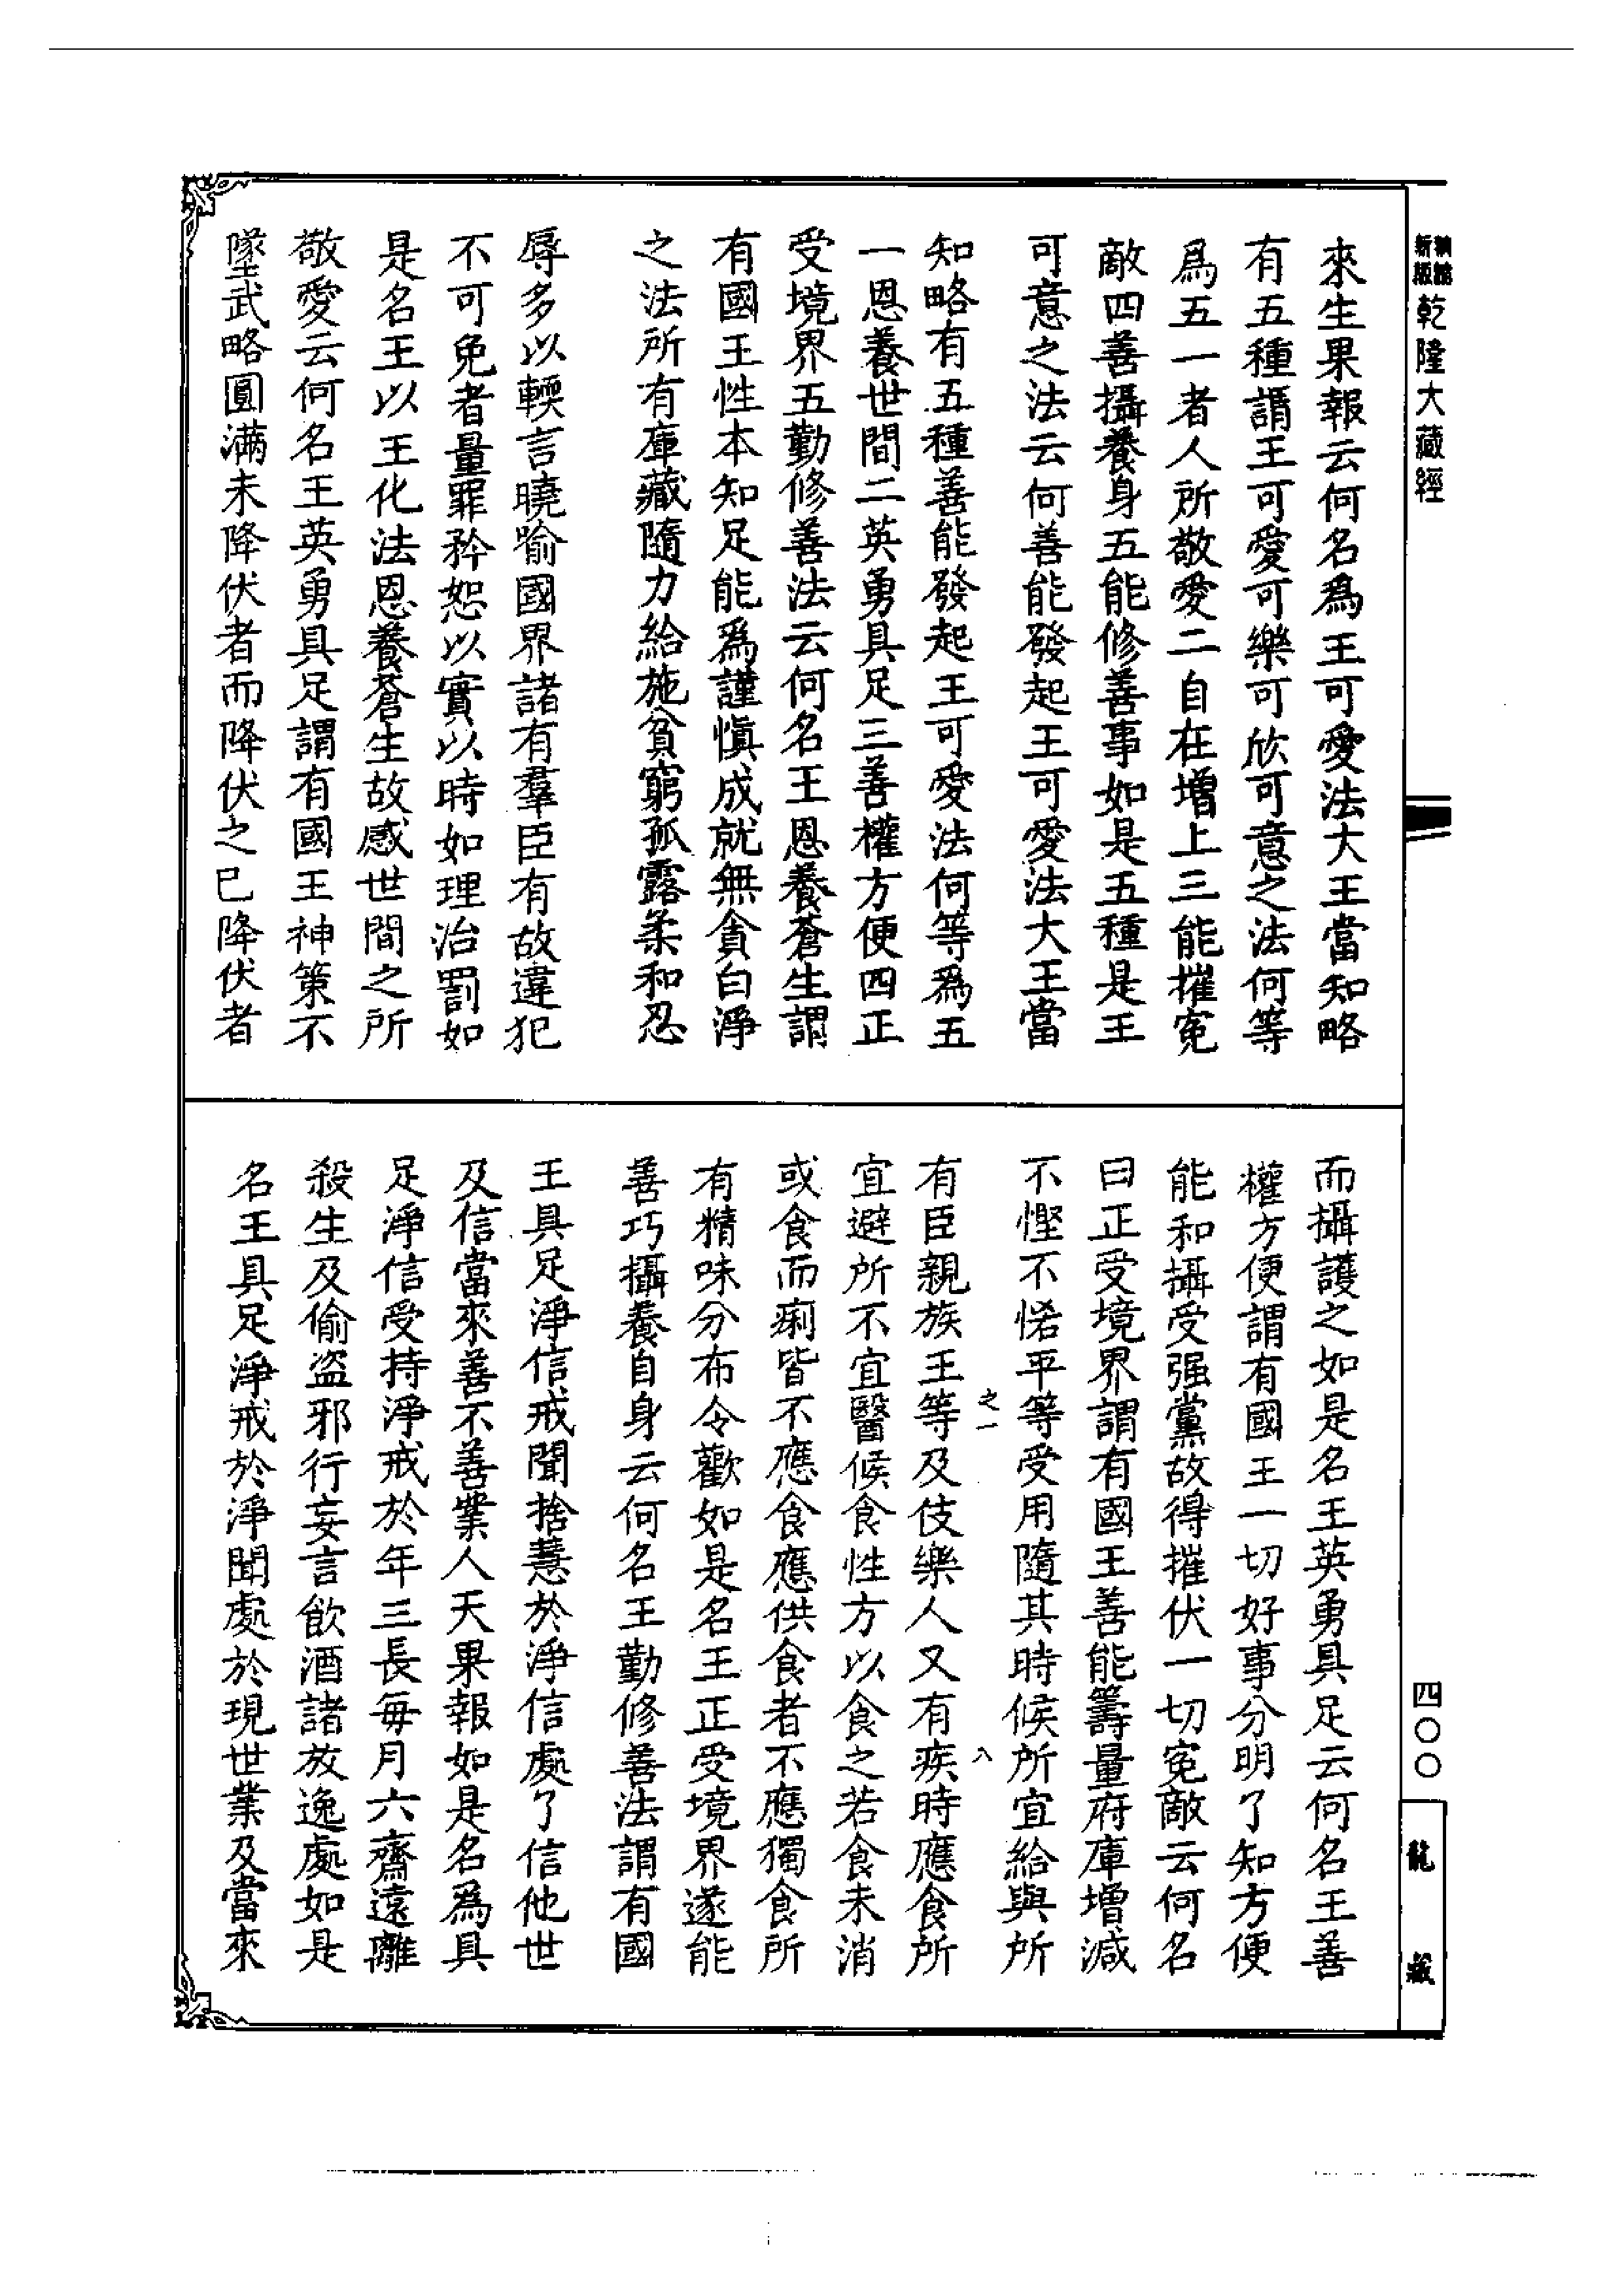 新版
乾隆大藏經
來生果報云何名爲王可愛法大王當知略
有五種謂王可愛可樂可欣可意之法何等
爲五一者人所敬愛二自在增上三能摧寃
敵四善攝養身五能修善事如是五種是王
可意之法云何善能發起王可愛法大王當
知略有五種善能發起王可愛法何等爲五
一恩養世間二英勇具足三善權方便四正
受境界五勤修善法云何名王恩養蒼生謂
有國王性本知足能爲謹愼成就無貪白淨
之法所有庫藏隨力給施貧窮孤露柔和忍
辱多以輭言曉喻國界諸有羣臣有故違犯
不可免者量罪矜恕以實以時如理治罰如
是名王以王化法恩養蒼生故感世間之所
敬愛云何名王英勇具足謂有國王神策不
墜武略圓滿未降伏者而降伏之已降伏者
而攝護之如是名王英勇具足云何名王善
權方便謂有國王一切好事分明了知方便
能和攝受强黨故得摧伏一切寃敵云何名
曰正受境界謂有國王善能籌量府庫增減
不慳不悋平等受用隨其時候所宜給與所
之一　八
有臣親族王等及伎樂人又有疾時應食所
宜避所不宜醫候食性方以食之若食未消
或食而痢皆不應食應供食者不應獨食所
有精味分布令歡如是名王正受境界遂能
善巧攝養自身云何名王勤修善法謂有國
王具足淨信戒聞捨慧於淨信處了信他世
及信當來善不善業人天果報如是名爲具
足淨信受持淨戒於年三長每月六齋遠離
殺生及偷盜邪行妄言飲酒諸放逸處如是
名王具足淨戒於淨聞處於現世業及當來
四〇〇
龍藏